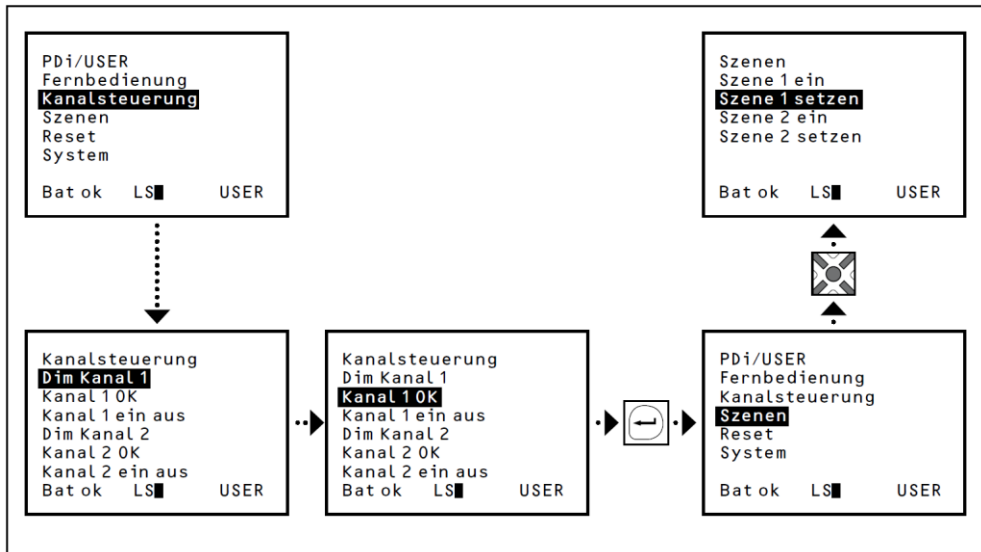 PDi/USER
Fernbedienung
Kanalsteuerung
Szenen
Reset
System
Bat ok LS USER
Kanalsteuerung
Dim Kanal 1
Kanal 1 OK
Kanal 1 ein aus
Dim Kanal 2
Kanal 2 OK
Kanal 2 ein aus
Bat ok LS USER
Kanalsteuerung
Dim Kanal 1
Kanal 1 OK
Kanal 1 ein aus
Dim Kanal 2
Kanal 2 OK
Kanal 2 ein aus
Bat ok LS USER
PDi/USER
Fernbedienung
Kanalsteuerung
Szenen
Reset
System
Bat ok LS USER
Szenen
Szene 1 ein
Szene 1 setzen
Szene 2 ein
Szene 2 setzen
Bat ok LS USER